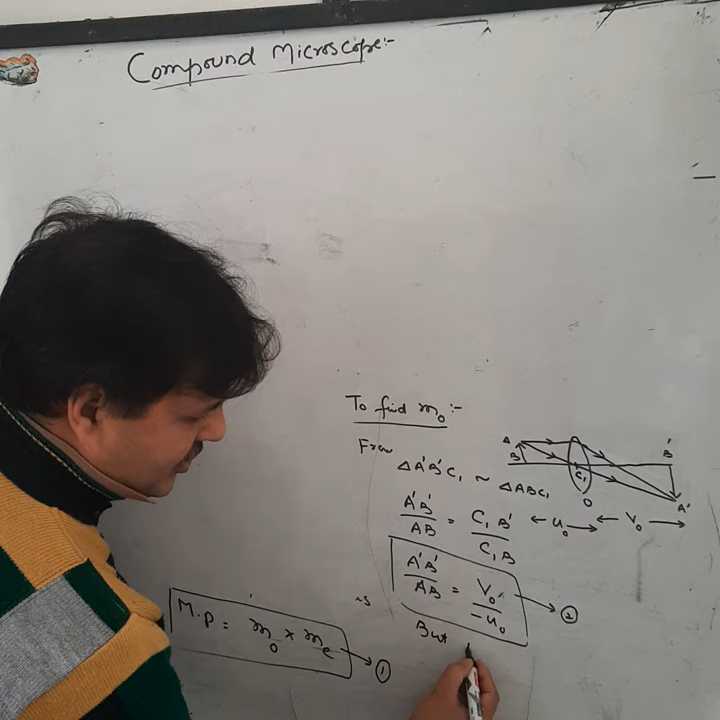 Compound Microscope:-
To find m₀:-
From
ΔA'B'C₁ ~ ΔABC₁
A'B'/AB = C₁B'/C₁B
A'B'/AB = V₀/-u₀ → ②
But
M.P = m₀ × mₑ → ①
A
B
C₁
O
B'
A'
← u₀ → ← V₀ →